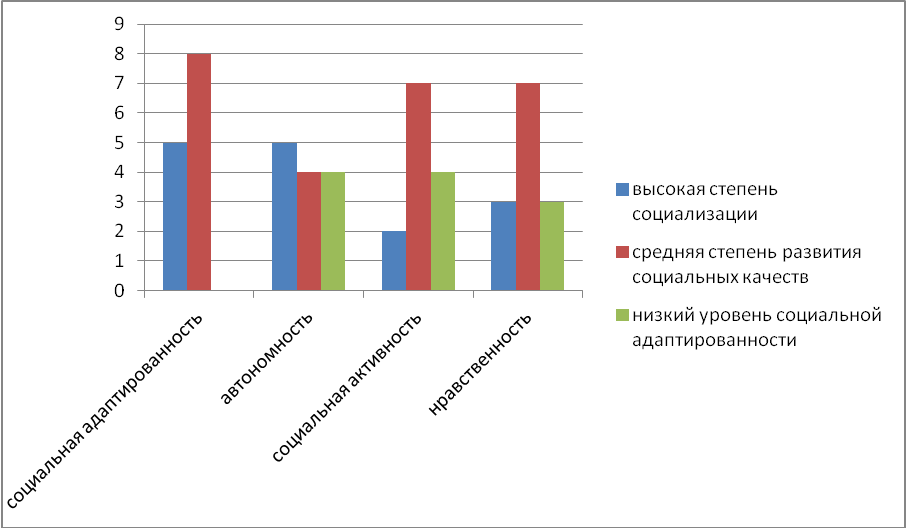 9
8
7
6
5
4
3
2
1
0
социальная адаптированность
автономность
социальная активность
нравственность
высокая степень
социализации
средняя степень развития
социальных качеств
низкий уровень социальной
адаптированности